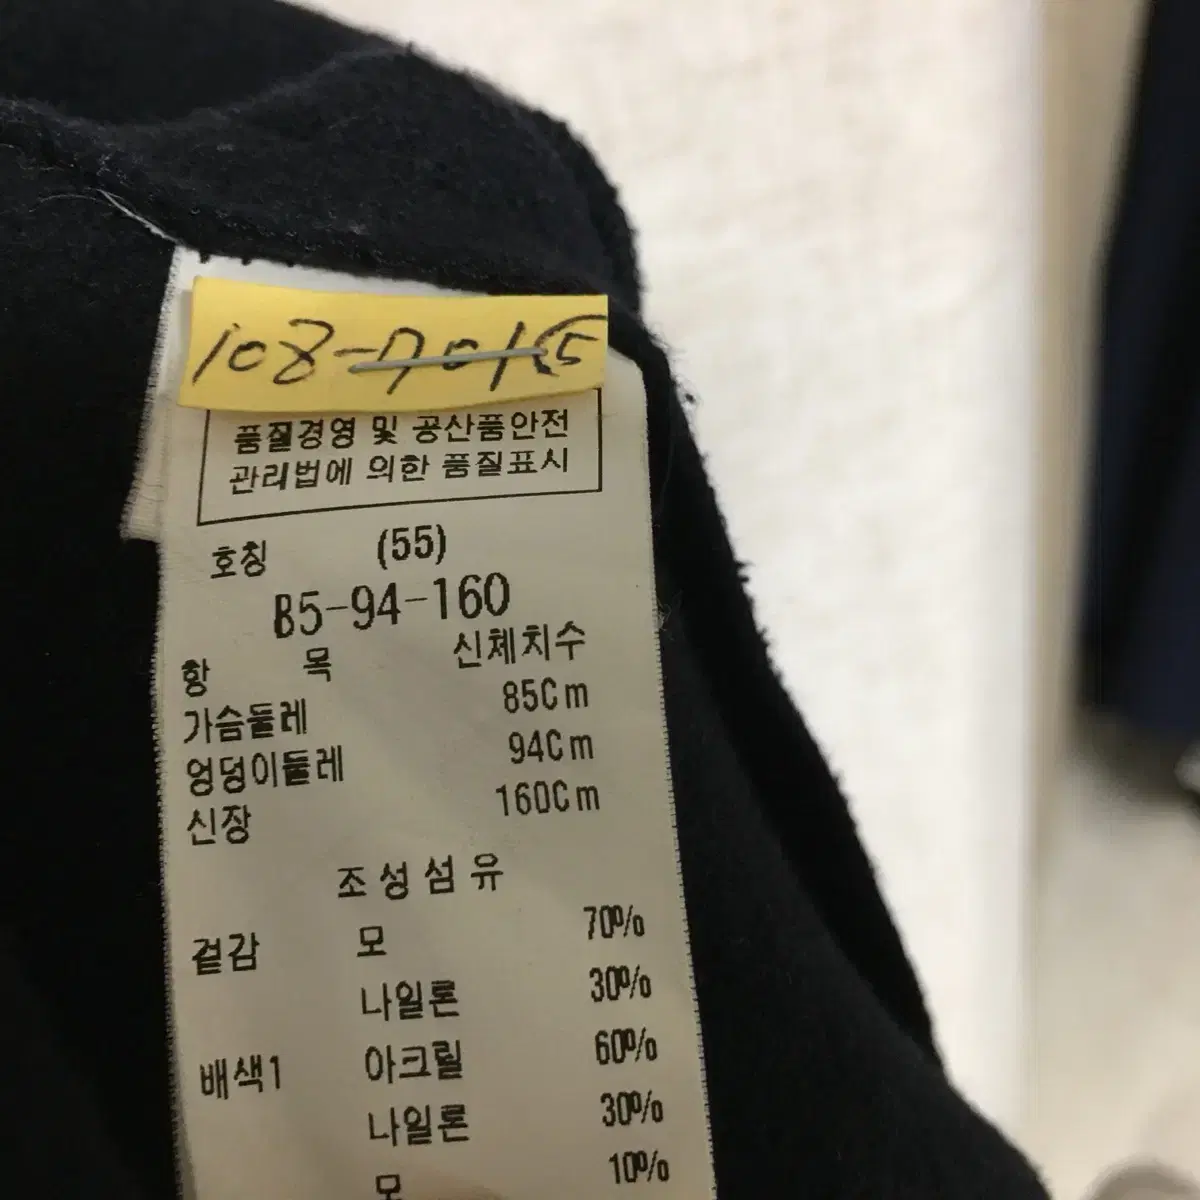 108-701⑤
품질경영 및 공산품안전
관리법에 의한 품질표시
호칭 (55)
85-94-160
항 목 신체치수
가슴둘레 85Cm
엉덩이둘레 94Cm
신장 160Cm
조성섬유
겉감 모 70%
나일론 30%
배색1 아크릴 60%
나일론 30%
모 10%